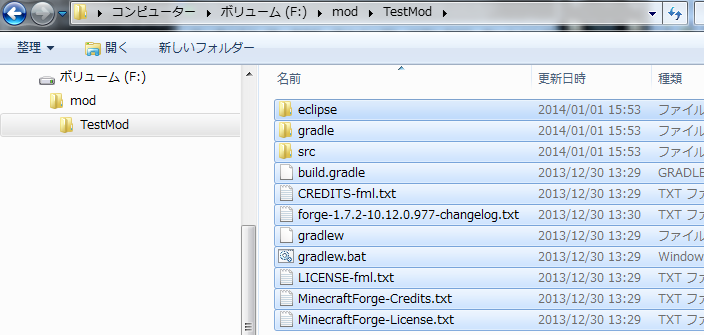 コンピューター ボリューム (F:) mod TestMod
整理 開く 新しいフォルダー
ボリューム (F:)
mod
TestMod
名前 更新日時 種類
eclipse 2014/01/01 15:53 ファイル
gradle 2014/01/01 15:53 ファイル
src 2014/01/01 15:53 ファイル
build.gradle 2013/12/30 13:29 GRADLE
CREDITS-fml.txt 2013/12/30 13:29 TXT ファ
forge-1.7.2-10.12.0.977-changelog.txt 2013/12/30 13:30 TXT ファ
gradlew 2013/12/30 13:29 ファイル
gradlew.bat 2013/12/30 13:29 Window
LICENSE-fml.txt 2013/12/30 13:29 TXT ファ
MinecraftForge-Credits.txt 2013/12/30 13:29 TXT ファ
MinecraftForge-License.txt 2013/12/30 13:29 TXT ファ